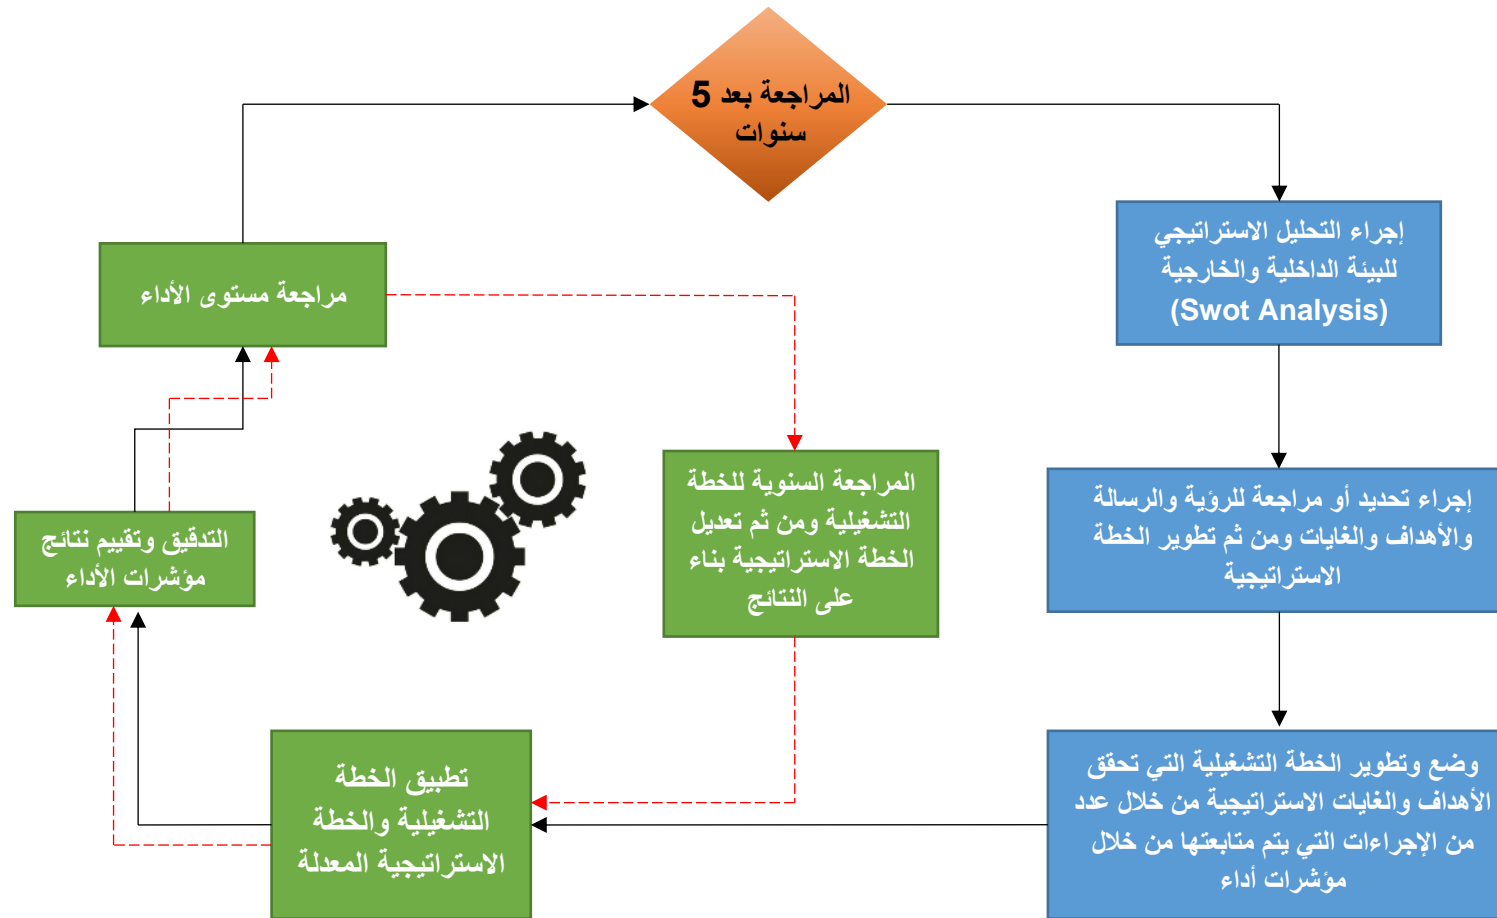 المراجعة بعد 5
سنوات
إجراء التحليل الاستراتيجي
للبيئة الداخلية والخارجية
(Swot Analysis)
مراجعة مستوى الأداء
المراجعة السنوية للخطة
التشغيلية ومن ثم تعديل
الخطة الاستراتيجية بناء
على النتائج
إجراء تحديد أو مراجعة للرؤية والرسالة
والأهداف والغايات ومن ثم تطوير الخطة
الاستراتيجية
التدقيق وتقييم نتائج
مؤشرات الأداء
وضع وتطوير الخطة التشغيلية التي تحقق
الأهداف والغايات الاستراتيجية من خلال عدد
من الإجراءات التي يتم متابعتها من خلال
مؤشرات أداء
تطبيق الخطة
التشغيلية والخطة
الاستراتيجية المعدلة